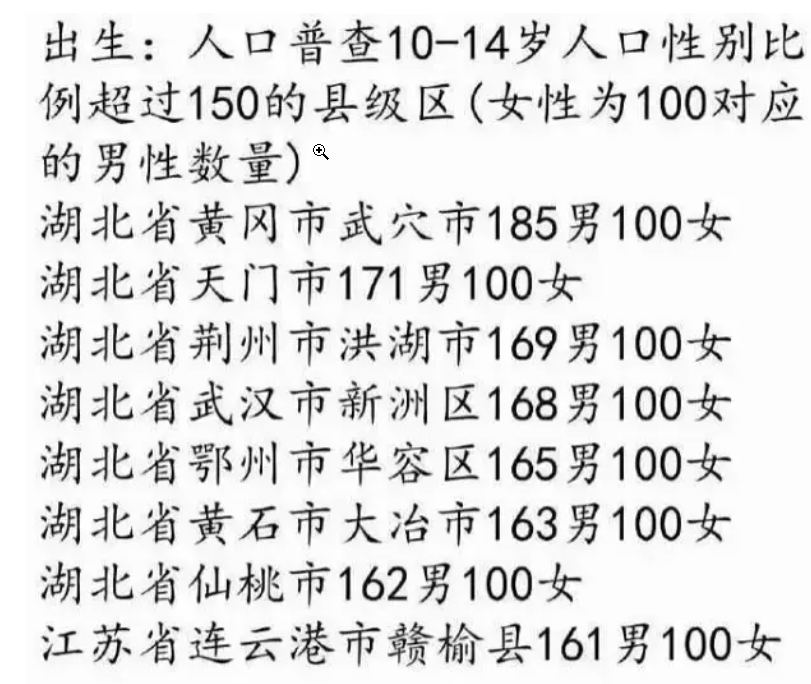 出生：人口普查10-14岁人口性别比
例超过150的县级区(女性为100对应
的男性数量)
湖北省黄冈市武穴市185男100女
湖北省天门市171男100女
湖北省荆州市洪湖市169男100女
湖北省武汉市新洲区168男100女
湖北省鄂州市华容区165男100女
湖北省黄石市大冶市163男100女
湖北省仙桃市162男100女
江苏省连云港市赣榆县161男100女